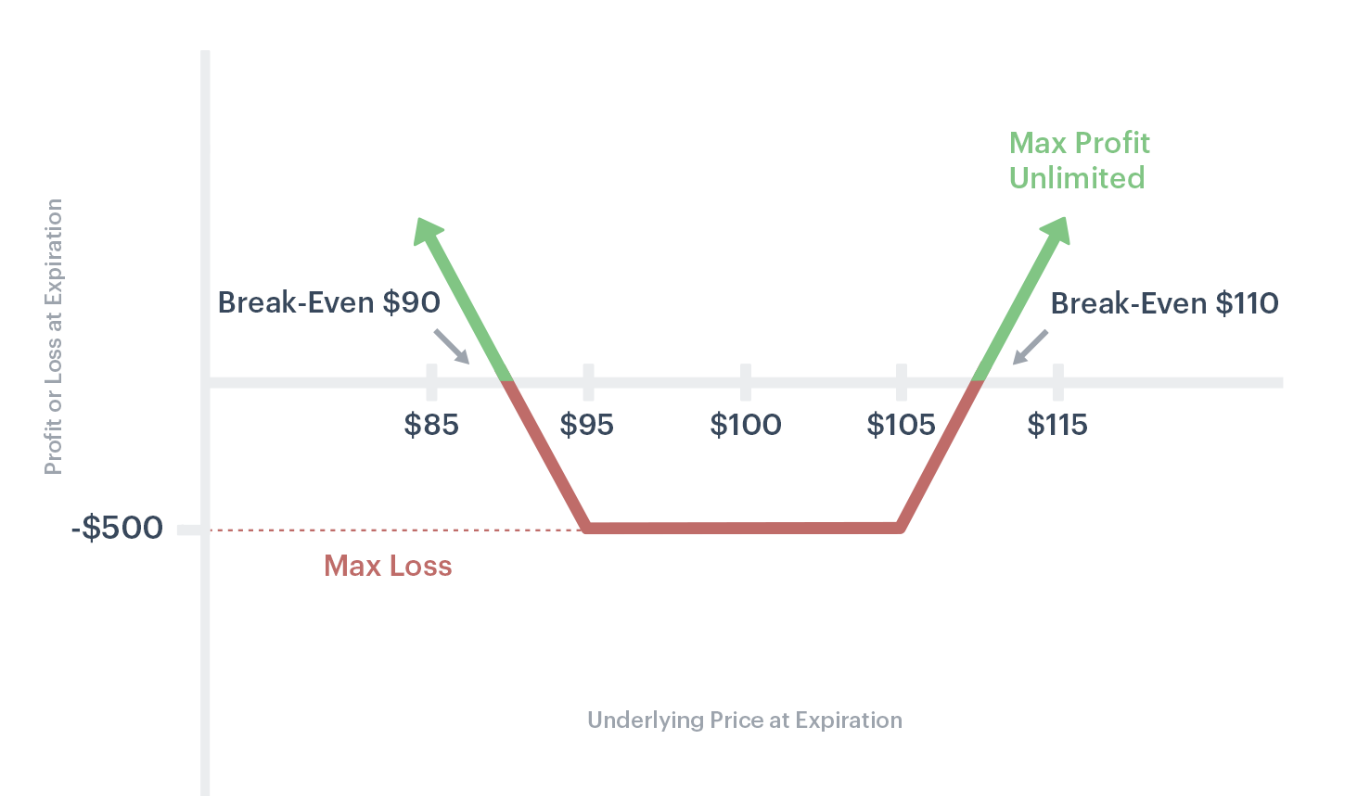 Max Profit
Unlimited
Profit or Loss at Expiration
Break-Even $90
Break-Even $110
$85
$95
$100
$105
$115
-$500
Max Loss
Underlying Price at Expiration